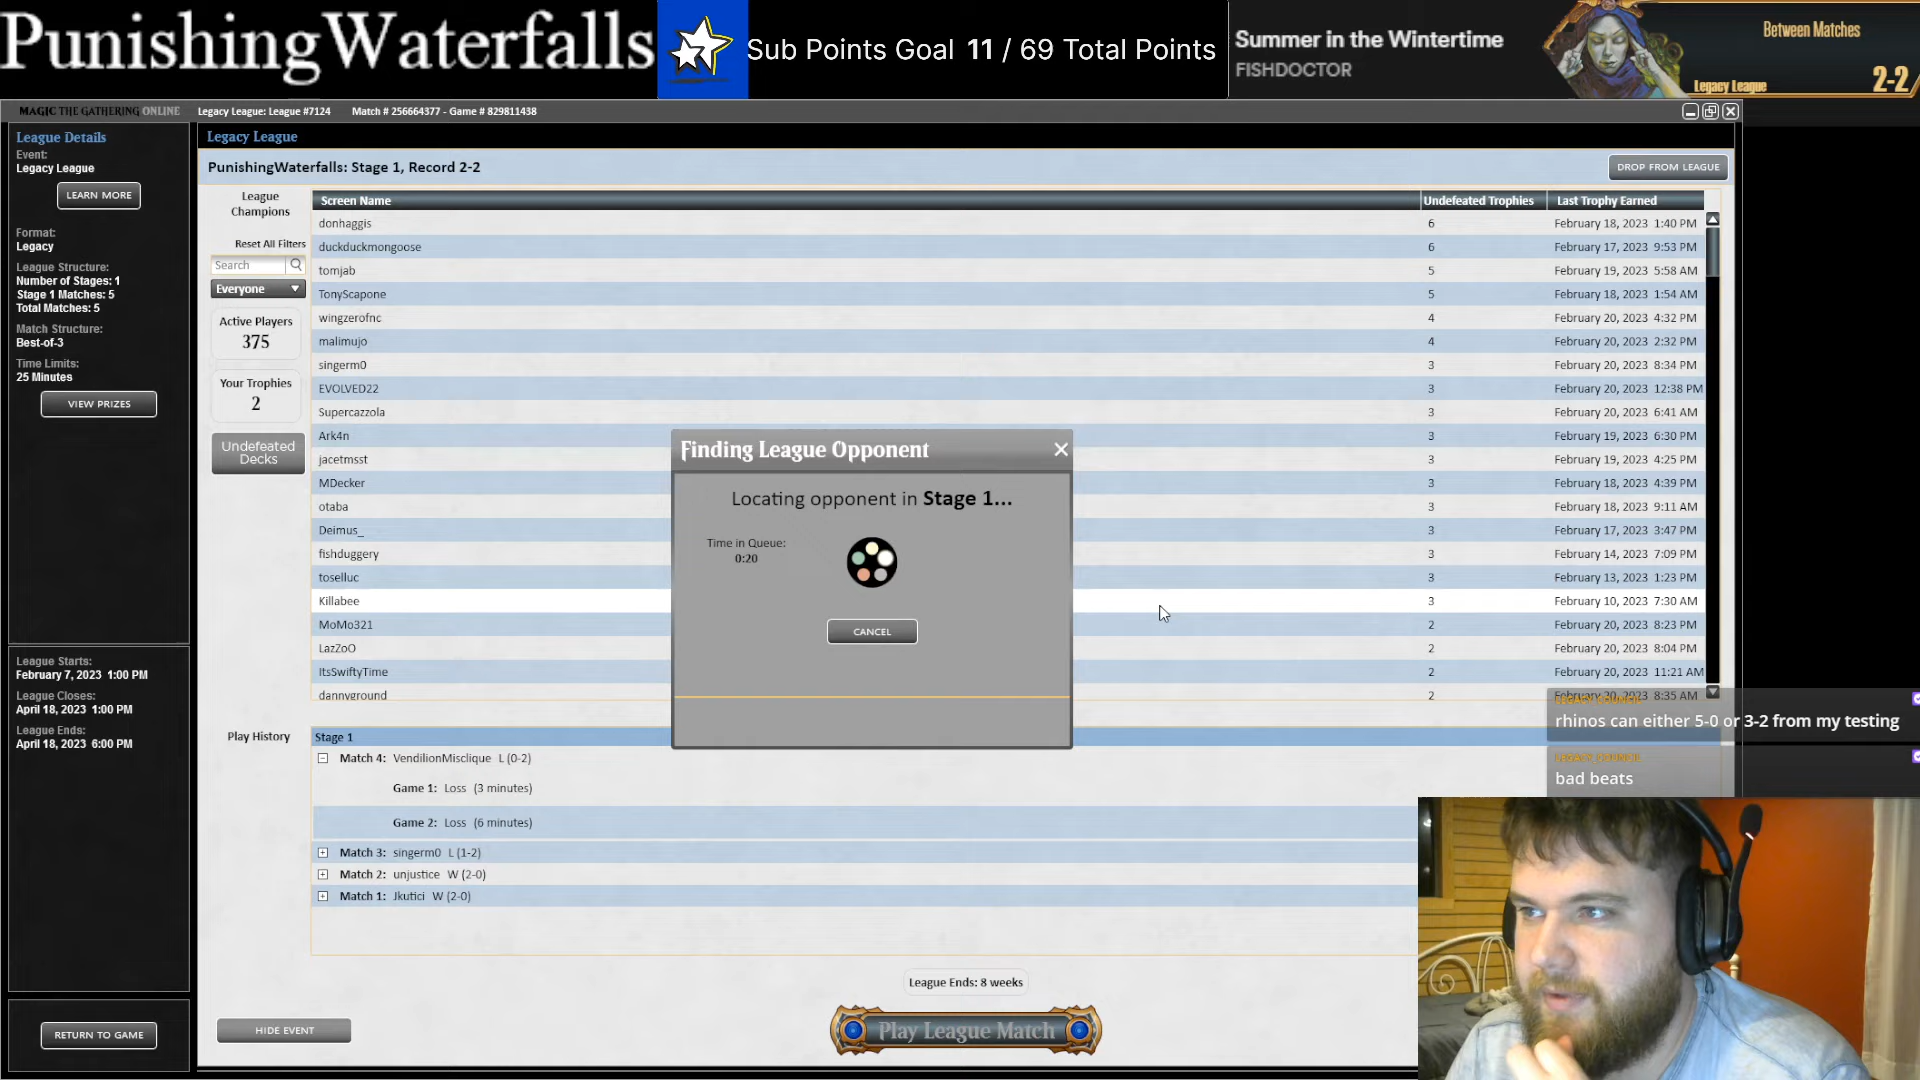 PunishingWaterfalls
Sub Points Goal 11 / 69 Total Points
Summer in the Wintertime
FISHDOCTOR
Between Matches
Legacy League
2-2
MAGIC THE GATHERING ONLINE
Legacy League: League #7124
Match # 256664377 - Game # 829811438
League Details
Event:
Legacy League
LEARN MORE
Format:
Legacy
League Structure:
Number of Stages: 1
Stage 1 Matches: 5
Total Matches: 5
Match Structure:
Best-of-3
Time Limits:
25 Minutes
VIEW PRIZES
League Starts:
February 7, 2023 1:00 PM
League Closes:
April 18, 2023 1:00 PM
League Ends:
April 18, 2023 6:00 PM
RETURN TO GAME
Legacy League
PunishingWaterfalls: Stage 1, Record 2-2
DROP FROM LEAGUE
League
Champions
Reset All Filters
Search
Everyone
Active Players
375
Your Trophies
2
Undefeated
Decks
Screen Name Undefeated Trophies Last Trophy Earned
donhaggis 6 February 18, 2023 1:40 PM
duckduckmongoose 6 February 17, 2023 9:53 PM
tomjab 5 February 19, 2023 5:58 AM
TonyScapone 5 February 18, 2023 1:54 AM
wingzerofnc 4 February 20, 2023 4:32 PM
malimujo 4 February 20, 2023 2:32 PM
singerm0 3 February 20, 2023 8:34 PM
EVOLVED22 3 February 20, 2023 12:38 PM
Supercazzola 3 February 20, 2023 6:41 AM
Ark4n 3 February 19, 2023 6:30 PM
jacetmsst 3 February 19, 2023 4:25 PM
MDecker 3 February 18, 2023 4:39 PM
otaba 3 February 18, 2023 9:11 AM
Deimus_ 3 February 17, 2023 3:47 PM
fishduggery 3 February 14, 2023 7:09 PM
toselluc 3 February 13, 2023 1:23 PM
Killabee 3 February 10, 2023 7:30 AM
MoMo321 2 February 20, 2023 8:23 PM
LazZoO 2 February 20, 2023 8:04 PM
ItsSwiftyTime 2 February 20, 2023 11:21 AM
dannyground 2 February 20, 2023 8:35 AM
Finding League Opponent
Locating opponent in Stage 1...
Time in Queue:
0:20
CANCEL
LEGACY COUNCIL
rhinos can either 5-0 or 3-2 from my testing
LEGACY COUNCIL
bad beats
Play History
Stage 1
Match 4: VendilionMisclique L (0-2)
Game 1: Loss (3 minutes)
Game 2: Loss (6 minutes)
Match 3: singerm0 L (1-2)
Match 2: unjustice W (2-0)
Match 1: Jkutici W (2-0)
League Ends: 8 weeks
HIDE EVENT
Play League Match